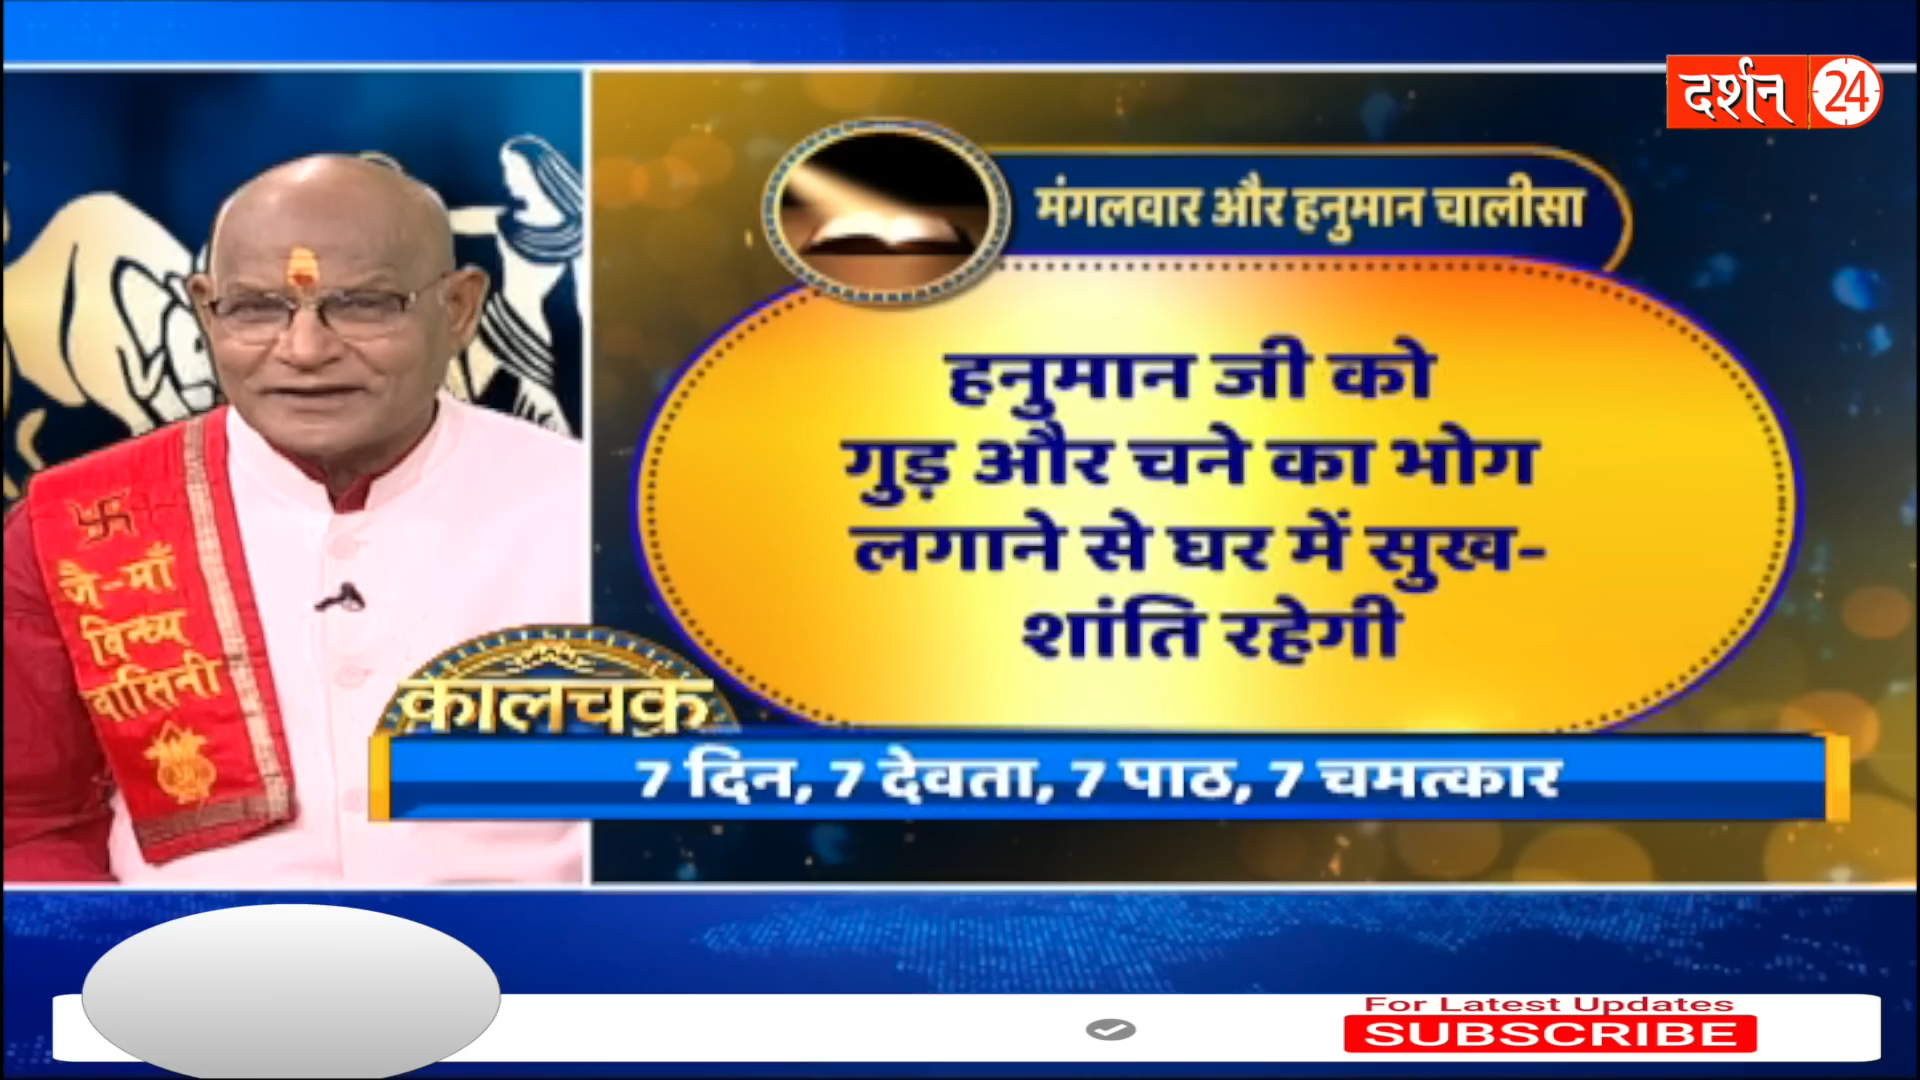 दर्शन 24
मंगलवार और हनुमान चालीसा
हनुमान जी को
गुड़ और चने का भोग
लगाने से घर में सुख-
शांति रहेगी
जै-माँ
विन्ध्य
वासिनी
कालचक्र
7 दिन, 7 देवता, 7 पाठ, 7 चमत्कार
For Latest Updates
SUBSCRIBE